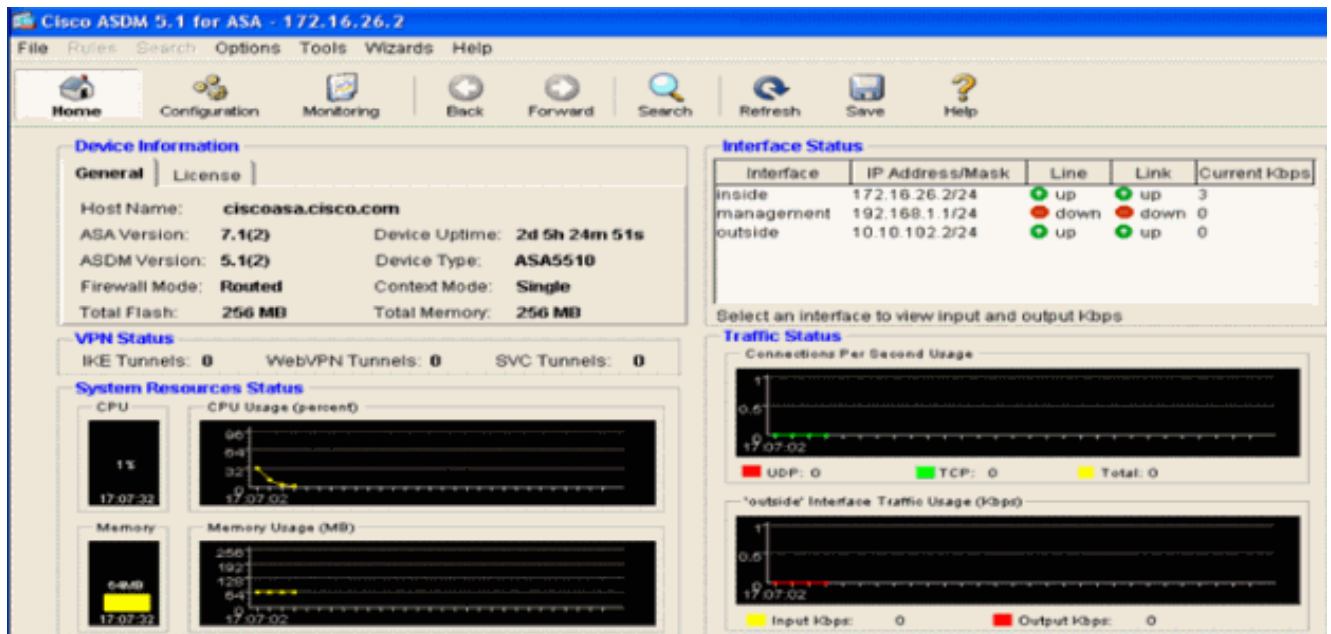 Cisco ASDM 5.1 for ASA - 172.16.26.2
File Rules Search Options Tools Wizards Help
Home Configuration Monitoring Back Forward Search Refresh Save Help
Device Information
General License
Host Name: ciscoasa.cisco.com
ASA Version: 7.1(2) Device Uptime: 2d 5h 24m 51s
ASDM Version: 5.1(2) Device Type: ASA5510
Firewall Mode: Routed Context Mode: Single
Total Flash: 256 MB Total Memory: 256 MB
VPN Status
IKE Tunnels: 0 WebVPN Tunnels: 0 SVC Tunnels: 0
System Resources Status
CPU
1%
17:07:32
CPU Usage (percent)
96
64
32
0
17:07:02
Memory
64MB
17:07:32
Memory Usage (MB)
256
192
128
64
0
17:07:02
Interface Status
Interface IP Address/Mask Line Link Current Kbps
inside 172.16.26.2/24 up up 3
management 192.168.1.1/24 down down 0
outside 10.10.102.2/24 up up 0
Select an interface to view input and output Kbps
Traffic Status
Connections Per Second Usage
1
0.5
0
17:07:02
UDP: 0 TCP: 0 Total: 0
'outside' Interface Traffic Usage (Kbps)
1
0.5
0
17:07:02
Input Kbps: 0 Output Kbps: 0